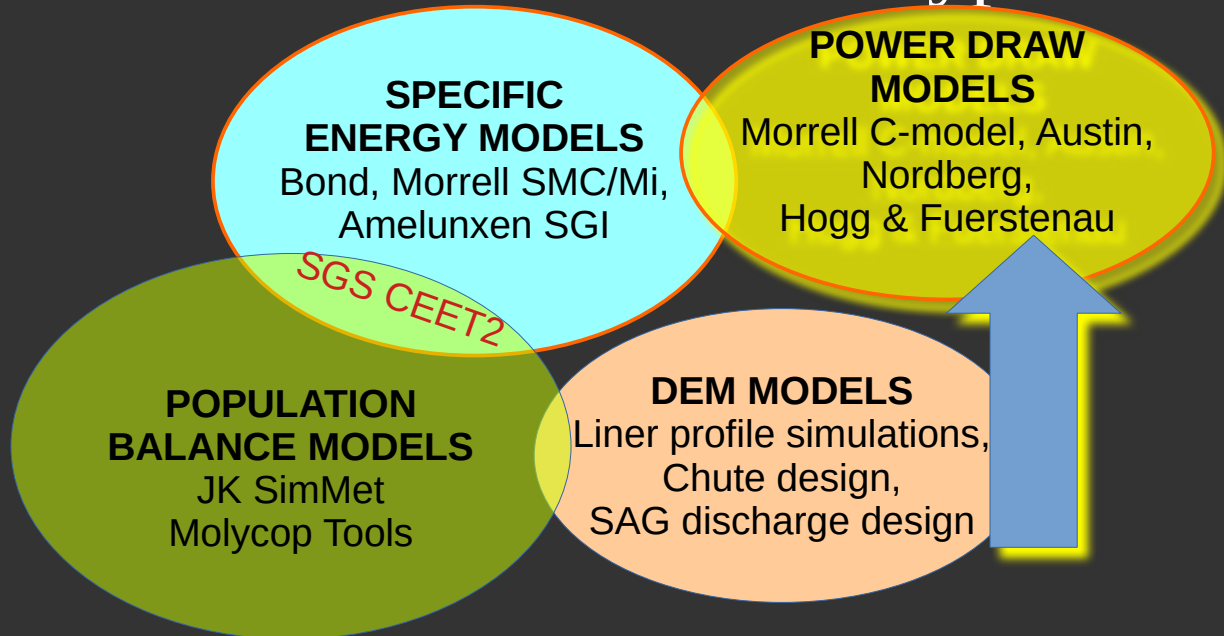 SPECIFIC
ENERGY MODELS
Bond, Morrell SMC/Mi,
Amelunxen SGI
POWER DRAW
MODELS
Morrell C-model, Austin,
Nordberg,
Hogg & Fuerstenau
SGS CEET2
POPULATION
BALANCE MODELS
JK SimMet
Molycop Tools
DEM MODELS
Liner profile simulations,
Chute design,
SAG discharge design